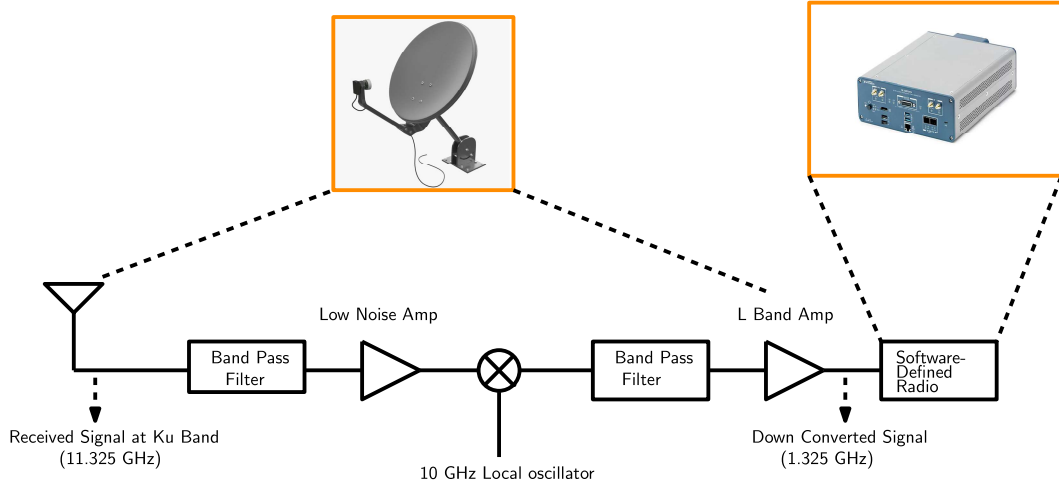 Low Noise Amp
L Band Amp
Band Pass
Filter
Band Pass
Filter
Software-
Defined
Radio
Received Signal at Ku Band
(11.325 GHz)
10 GHz Local oscillator
Down Converted Signal
(1.325 GHz)